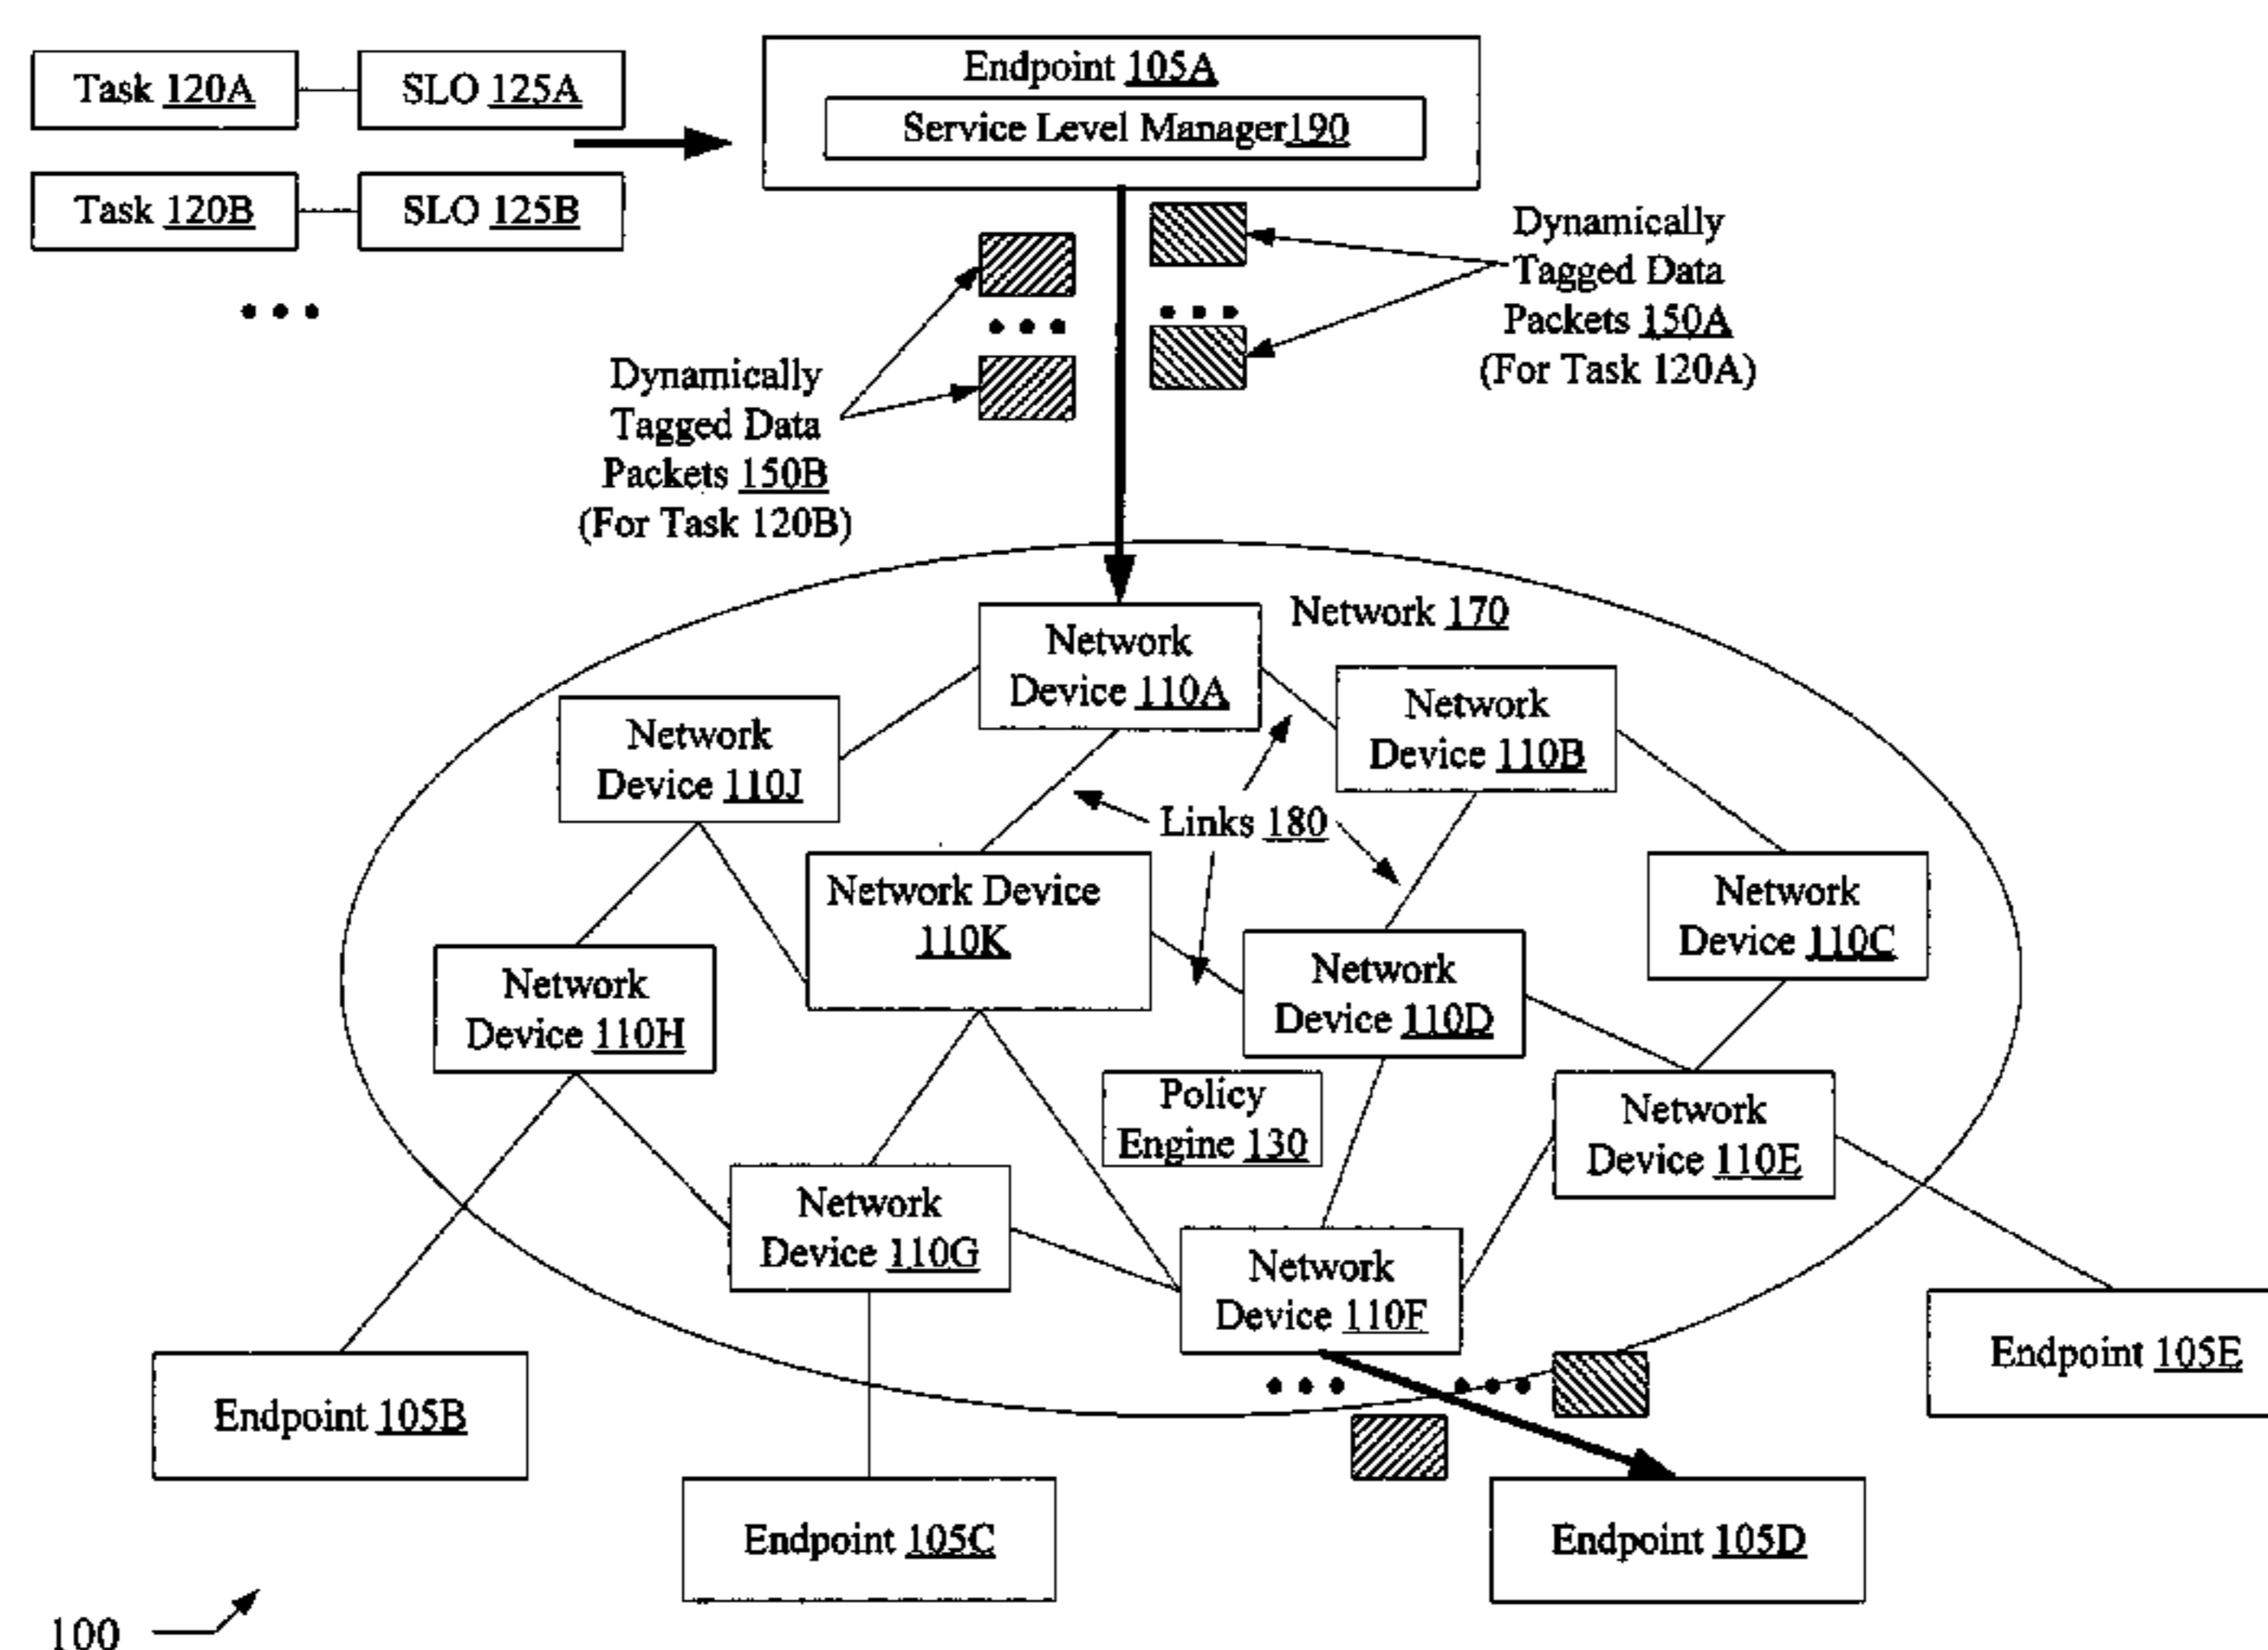 Task 120A
SLO 125A
Endpoint 105A
Service Level Manager190
Task 120B
SLO 125B
Dynamically
Tagged Data
Packets 150A
(For Task 120A)
Dynamically
Tagged Data
Packets 150B
(For Task 120B)
Network 170
Network
Device 110A
Network
Device 110B
Network
Device 110J
Links 180
Network Device
110K
Network
Device 110C
Network
Device 110D
Network
Device 110H
Policy
Engine 130
Network
Device 110E
Network
Device 110G
Network
Device 110F
Endpoint 105E
Endpoint 105B
Endpoint 105C
Endpoint 105D
100